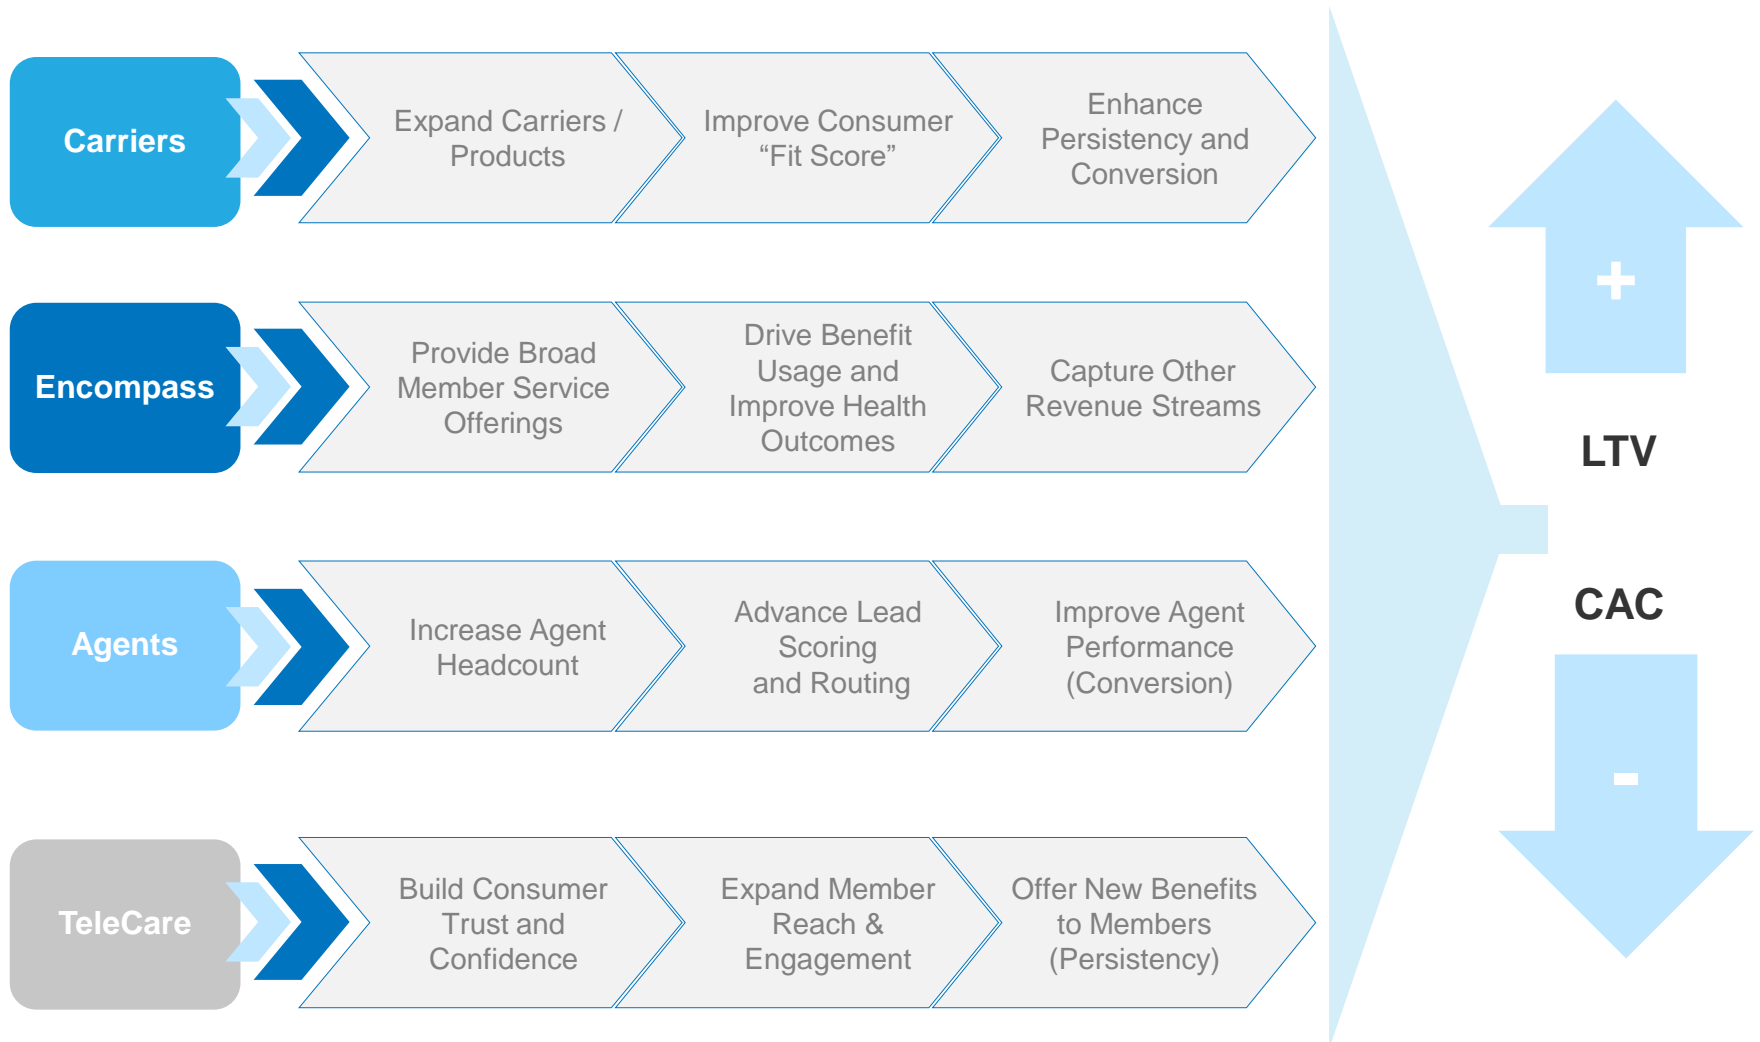 Carriers
Expand Carriers /
Products
Improve Consumer
“Fit Score”
Enhance
Persistency and
Conversion
+
Encompass
Provide Broad
Member Service
Offerings
Drive Benefit
Usage and
Improve Health
Outcomes
Capture Other
Revenue Streams
LTV
Agents
Increase Agent
Headcount
Advance Lead
Scoring
and Routing
Improve Agent
Performance
(Conversion)
CAC
-
TeleCare
Build Consumer
Trust and
Confidence
Expand Member
Reach &
Engagement
Offer New Benefits
to Members
(Persistency)